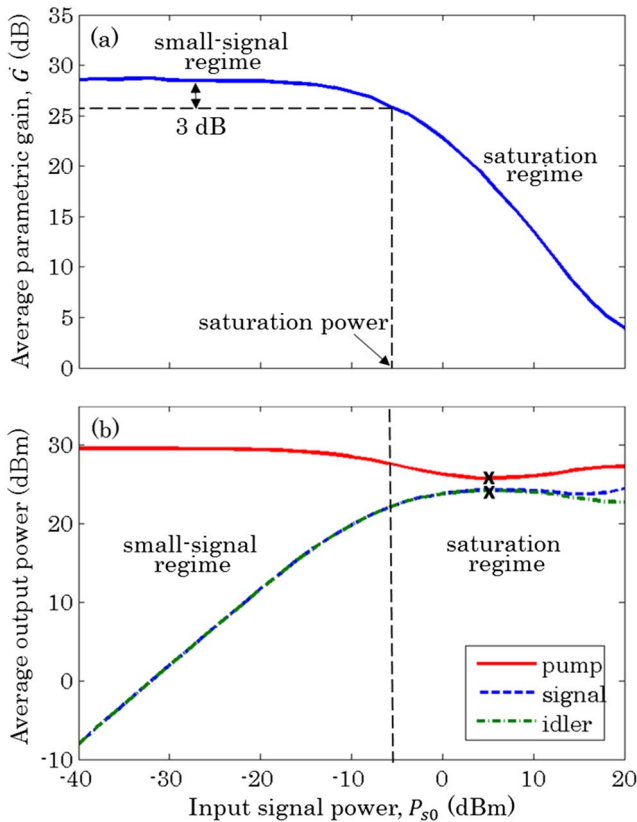 (a)
small-signal
regime
3 dB
saturation
regime
saturation power
Average parametric gain, G (dB)
35
30
25
20
15
10
5
0
(b)
small-signal
regime
saturation
regime
pump
signal
idler
Average output power (dBm)
30
20
10
0
-10
-40
-30
-20
-10
0
10
20
Input signal power, Ps0 (dBm)